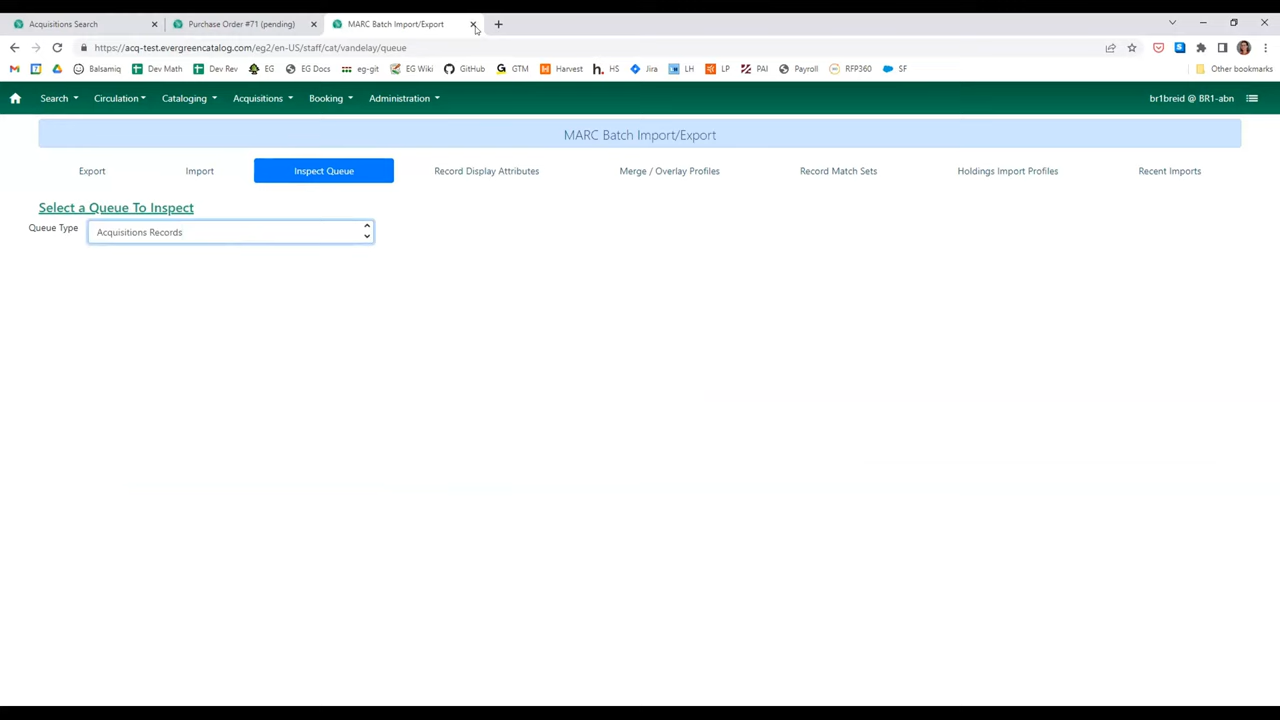 Acquisitions Search
Purchase Order #71 (pending)
MARC Batch Import/Export
https://acq-test.evergreencatalog.com/eg2/en-US/staff/cat/vandelay/queue
Balsamiq
Dev Math
Dev Rev
EG
EG Docs
eg-git
EG Wiki
GitHub
GTM
Harvest
HS
Jira
LH
LP
PAI
Payroll
RFP360
SF
Other bookmarks
Search
Circulation
Cataloging
Acquisitions
Booking
Administration
br1breid @ BR1-abn
MARC Batch Import/Export
Export
Import
Inspect Queue
Record Display Attributes
Merge / Overlay Profiles
Record Match Sets
Holdings Import Profiles
Recent Imports
Select a Queue To Inspect
Queue Type
Acquisitions Records